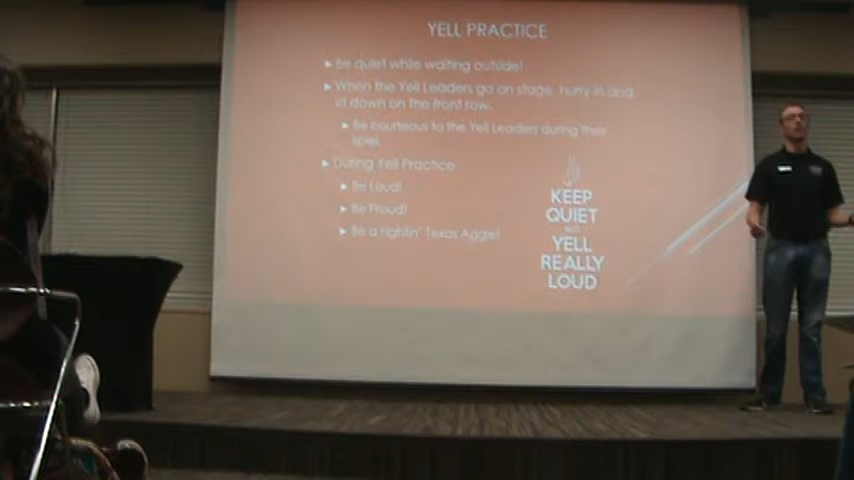 YELL PRACTICE
Be quiet while waiting outside!
When the Yell Leaders go on stage, hurry in and
sit down on the front row.
Be courteous to the Yell Leaders during their
spiel.
During Yell Practice
Be Loud!
Be Proud!
Be a Fightin' Texas Aggie!
KEEP
QUIET
YELL
REALLY
LOUD